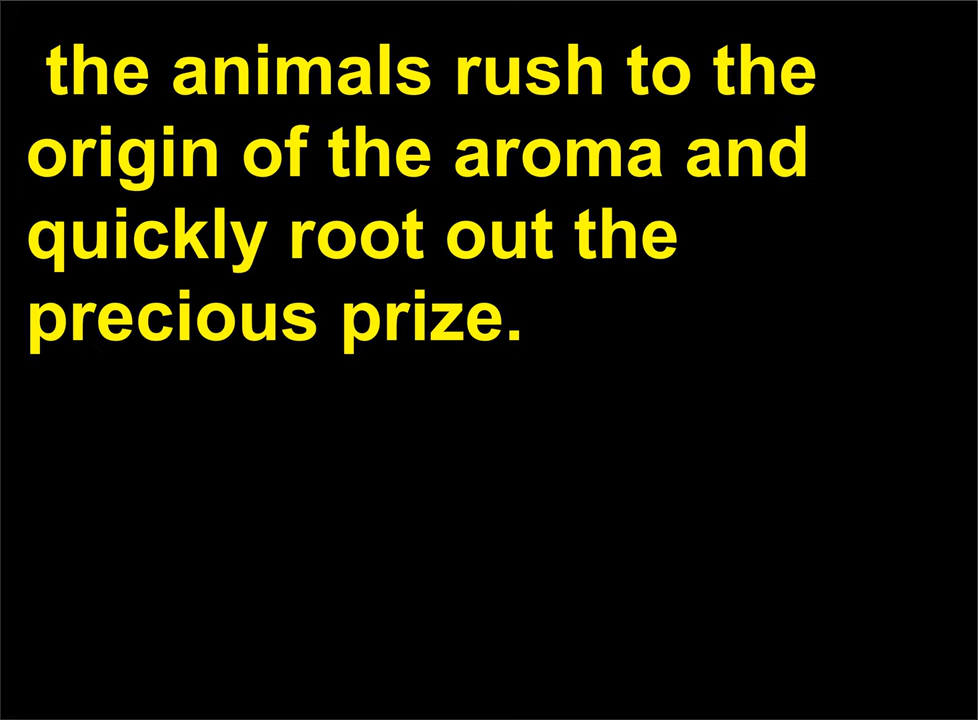 the animals rush to the
origin of the aroma and
quickly root out the
precious prize.